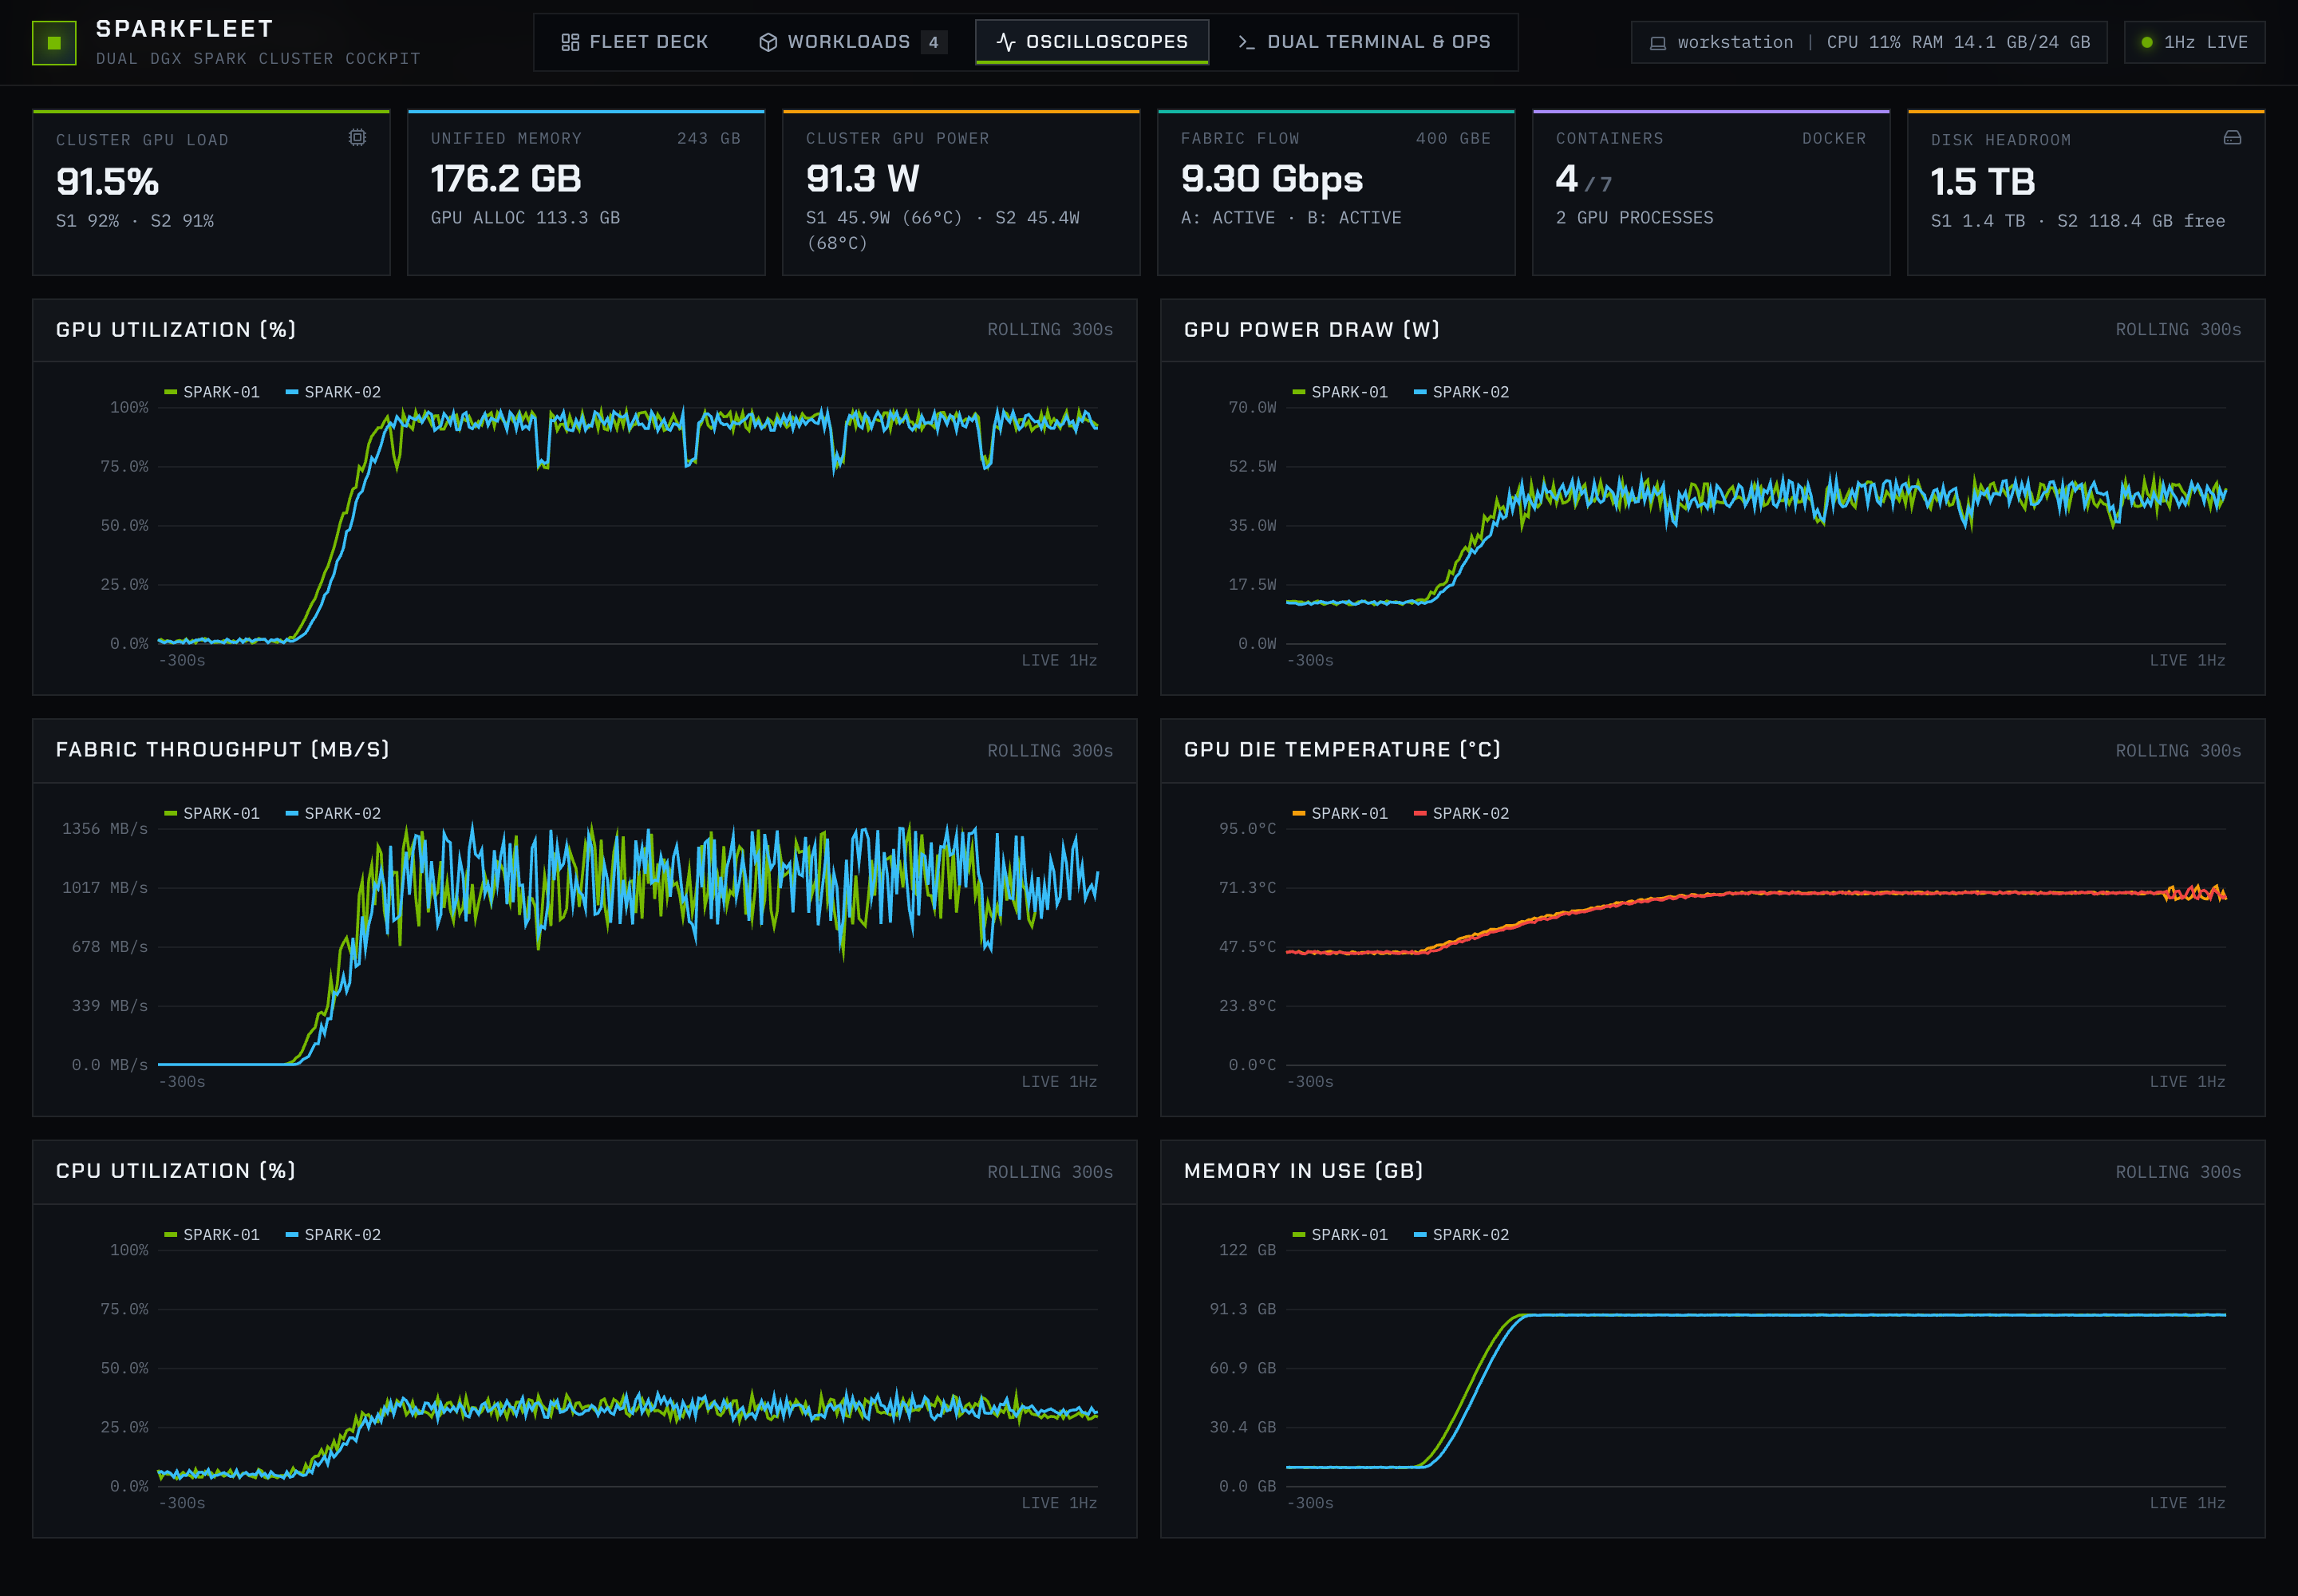 SPARKFLEET
DUAL DGX SPARK CLUSTER COCKPIT
FLEET DECK
WORKLOADS 4
OSCILLOSCOPES
DUAL TERMINAL & OPS
workstation | CPU 11% RAM 14.1 GB/24 GB
1Hz LIVE
CLUSTER GPU LOAD
91.5%
S1 92% · S2 91%
UNIFIED MEMORY 243 GB
176.2 GB
GPU ALLOC 113.3 GB
CLUSTER GPU POWER
91.3 W
S1 45.9W (66°C) · S2 45.4W
(68°C)
FABRIC FLOW 400 GBE
9.30 Gbps
A: ACTIVE · B: ACTIVE
CONTAINERS DOCKER
4 / 7
2 GPU PROCESSES
DISK HEADROOM
1.5 TB
S1 1.4 TB · S2 118.4 GB free
GPU UTILIZATION (%) ROLLING 300s
SPARK-01 SPARK-02
100%
75.0%
50.0%
25.0%
0.0%
-300s LIVE 1Hz
GPU POWER DRAW (W) ROLLING 300s
SPARK-01 SPARK-02
70.0W
52.5W
35.0W
17.5W
0.0W
-300s LIVE 1Hz
FABRIC THROUGHPUT (MB/S) ROLLING 300s
SPARK-01 SPARK-02
1356 MB/s
1017 MB/s
678 MB/s
339 MB/s
0.0 MB/s
-300s LIVE 1Hz
GPU DIE TEMPERATURE (°C) ROLLING 300s
SPARK-01 SPARK-02
95.0°C
71.3°C
47.5°C
23.8°C
0.0°C
-300s LIVE 1Hz
CPU UTILIZATION (%) ROLLING 300s
SPARK-01 SPARK-02
100%
75.0%
50.0%
25.0%
0.0%
-300s LIVE 1Hz
MEMORY IN USE (GB) ROLLING 300s
SPARK-01 SPARK-02
122 GB
91.3 GB
60.9 GB
30.4 GB
0.0 GB
-300s LIVE 1Hz